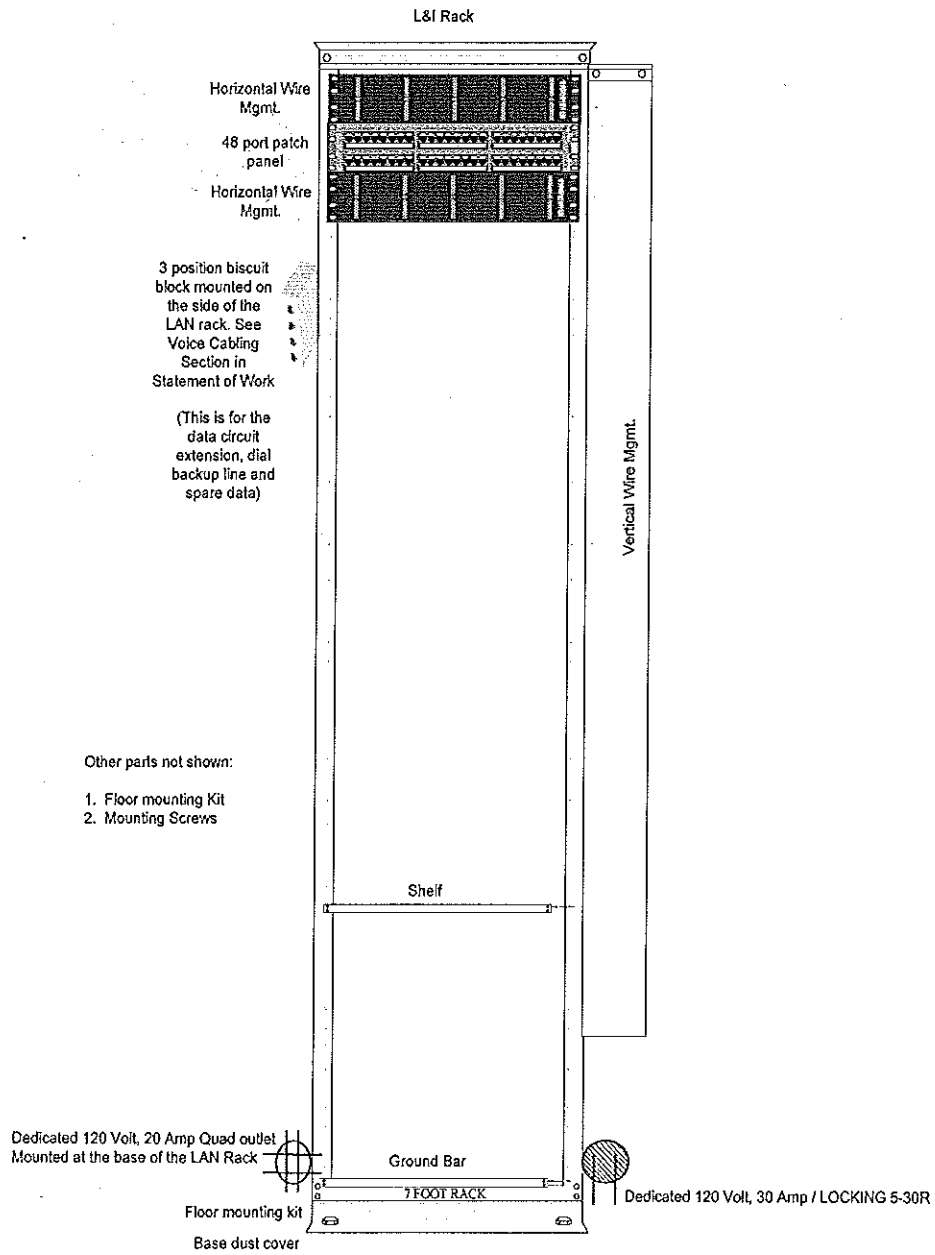 L&I Rack
Horizontal Wire
Mgmt.
48 port patch
panel
Horizontal Wire
Mgmt.
3 position biscuit
block mounted on
the side of the
LAN rack. See
Voice Cabling
Section in
Statement of Work
(This is for the
data circuit
extension, dial
backup line and
spare data)
Vertical Wire Mgmt.
Other parts not shown:
1. Floor mounting Kit
2. Mounting Screws
Shelf
Dedicated 120 Volt, 20 Amp Quad outlet
Mounted at the base of the LAN Rack
Ground Bar
7 FOOT RACK
Dedicated 120 Volt, 30 Amp / LOCKING 5-30R
Floor mounting kit
Base dust cover